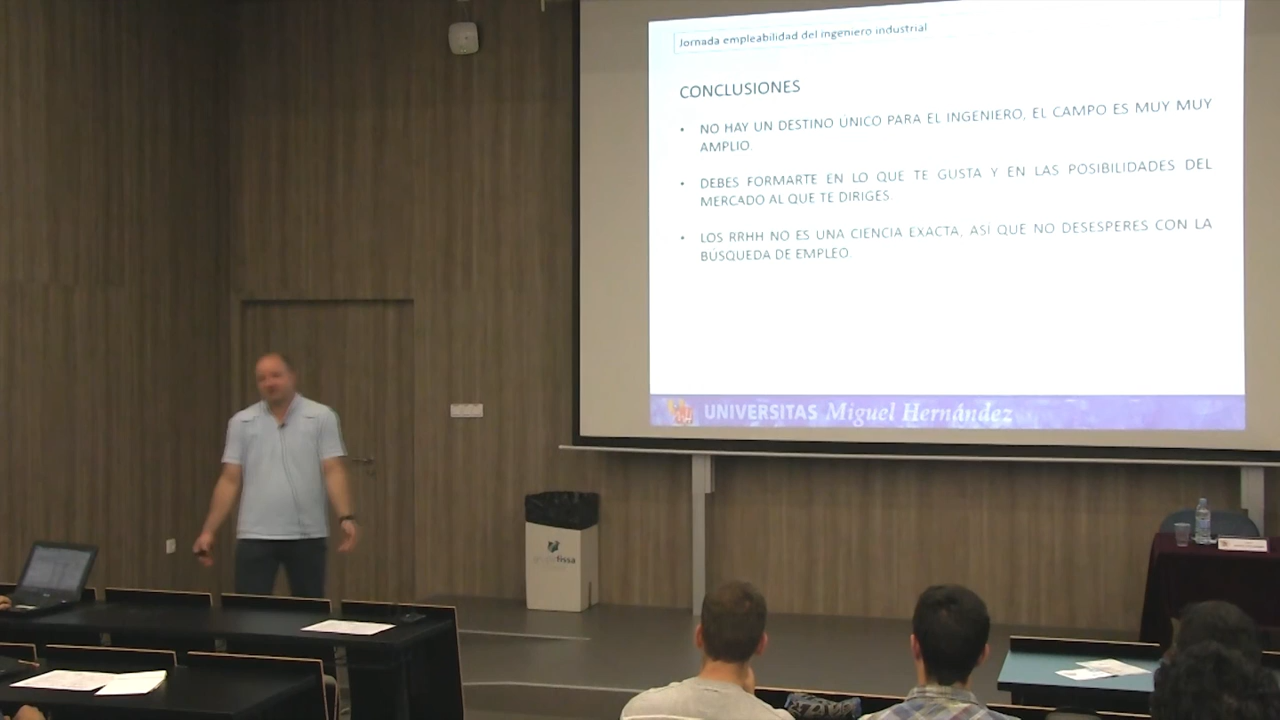 Jornada empleabilidad del ingeniero industrial
CONCLUSIONES
• NO HAY UN DESTINO ÚNICO PARA EL INGENIERO, EL CAMPO ES MUY MUY
AMPLIO.
• DEBES FORMARTE EN LO QUE TE GUSTA Y EN LAS POSIBILIDADES DEL
MERCADO AL QUE TE DIRIGES.
• LOS RRHH NO ES UNA CIENCIA EXACTA, ASÍ QUE NO DESESPERES CON LA
BÚSQUEDA DE EMPLEO.
UNIVERSITAS Miguel Hernández